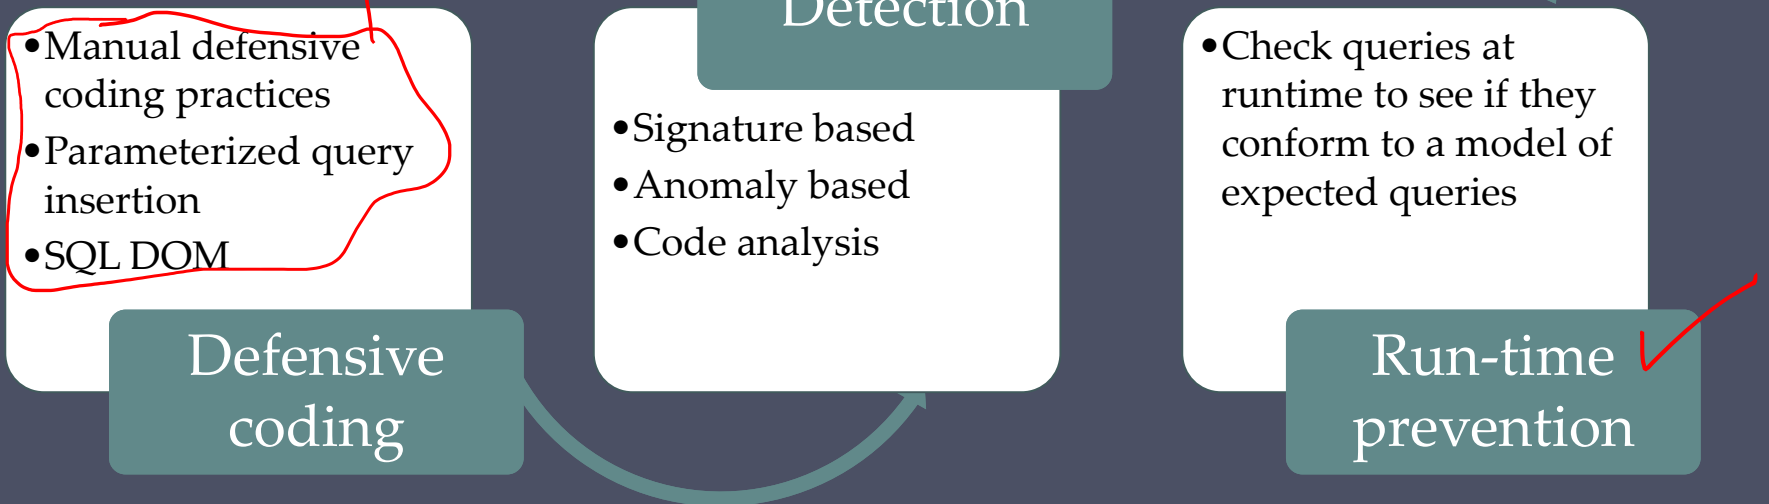 •Manual defensive
coding practices
•Parameterized query
insertion
•SQL DOM
Defensive
coding
Detection
•Signature based
•Anomaly based
•Code analysis
•Check queries at
runtime to see if they
conform to a model of
expected queries
Run-time
prevention